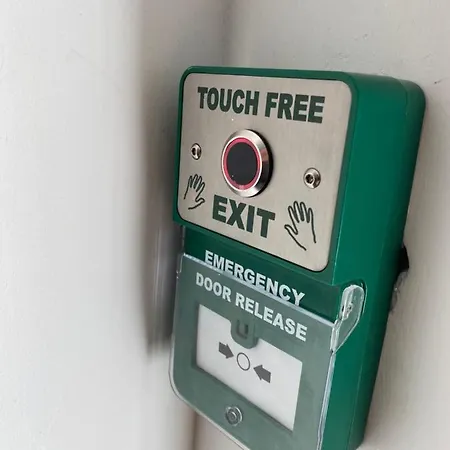 TOUCH FREE
EXIT
EMERGENCY
DOOR RELEASE